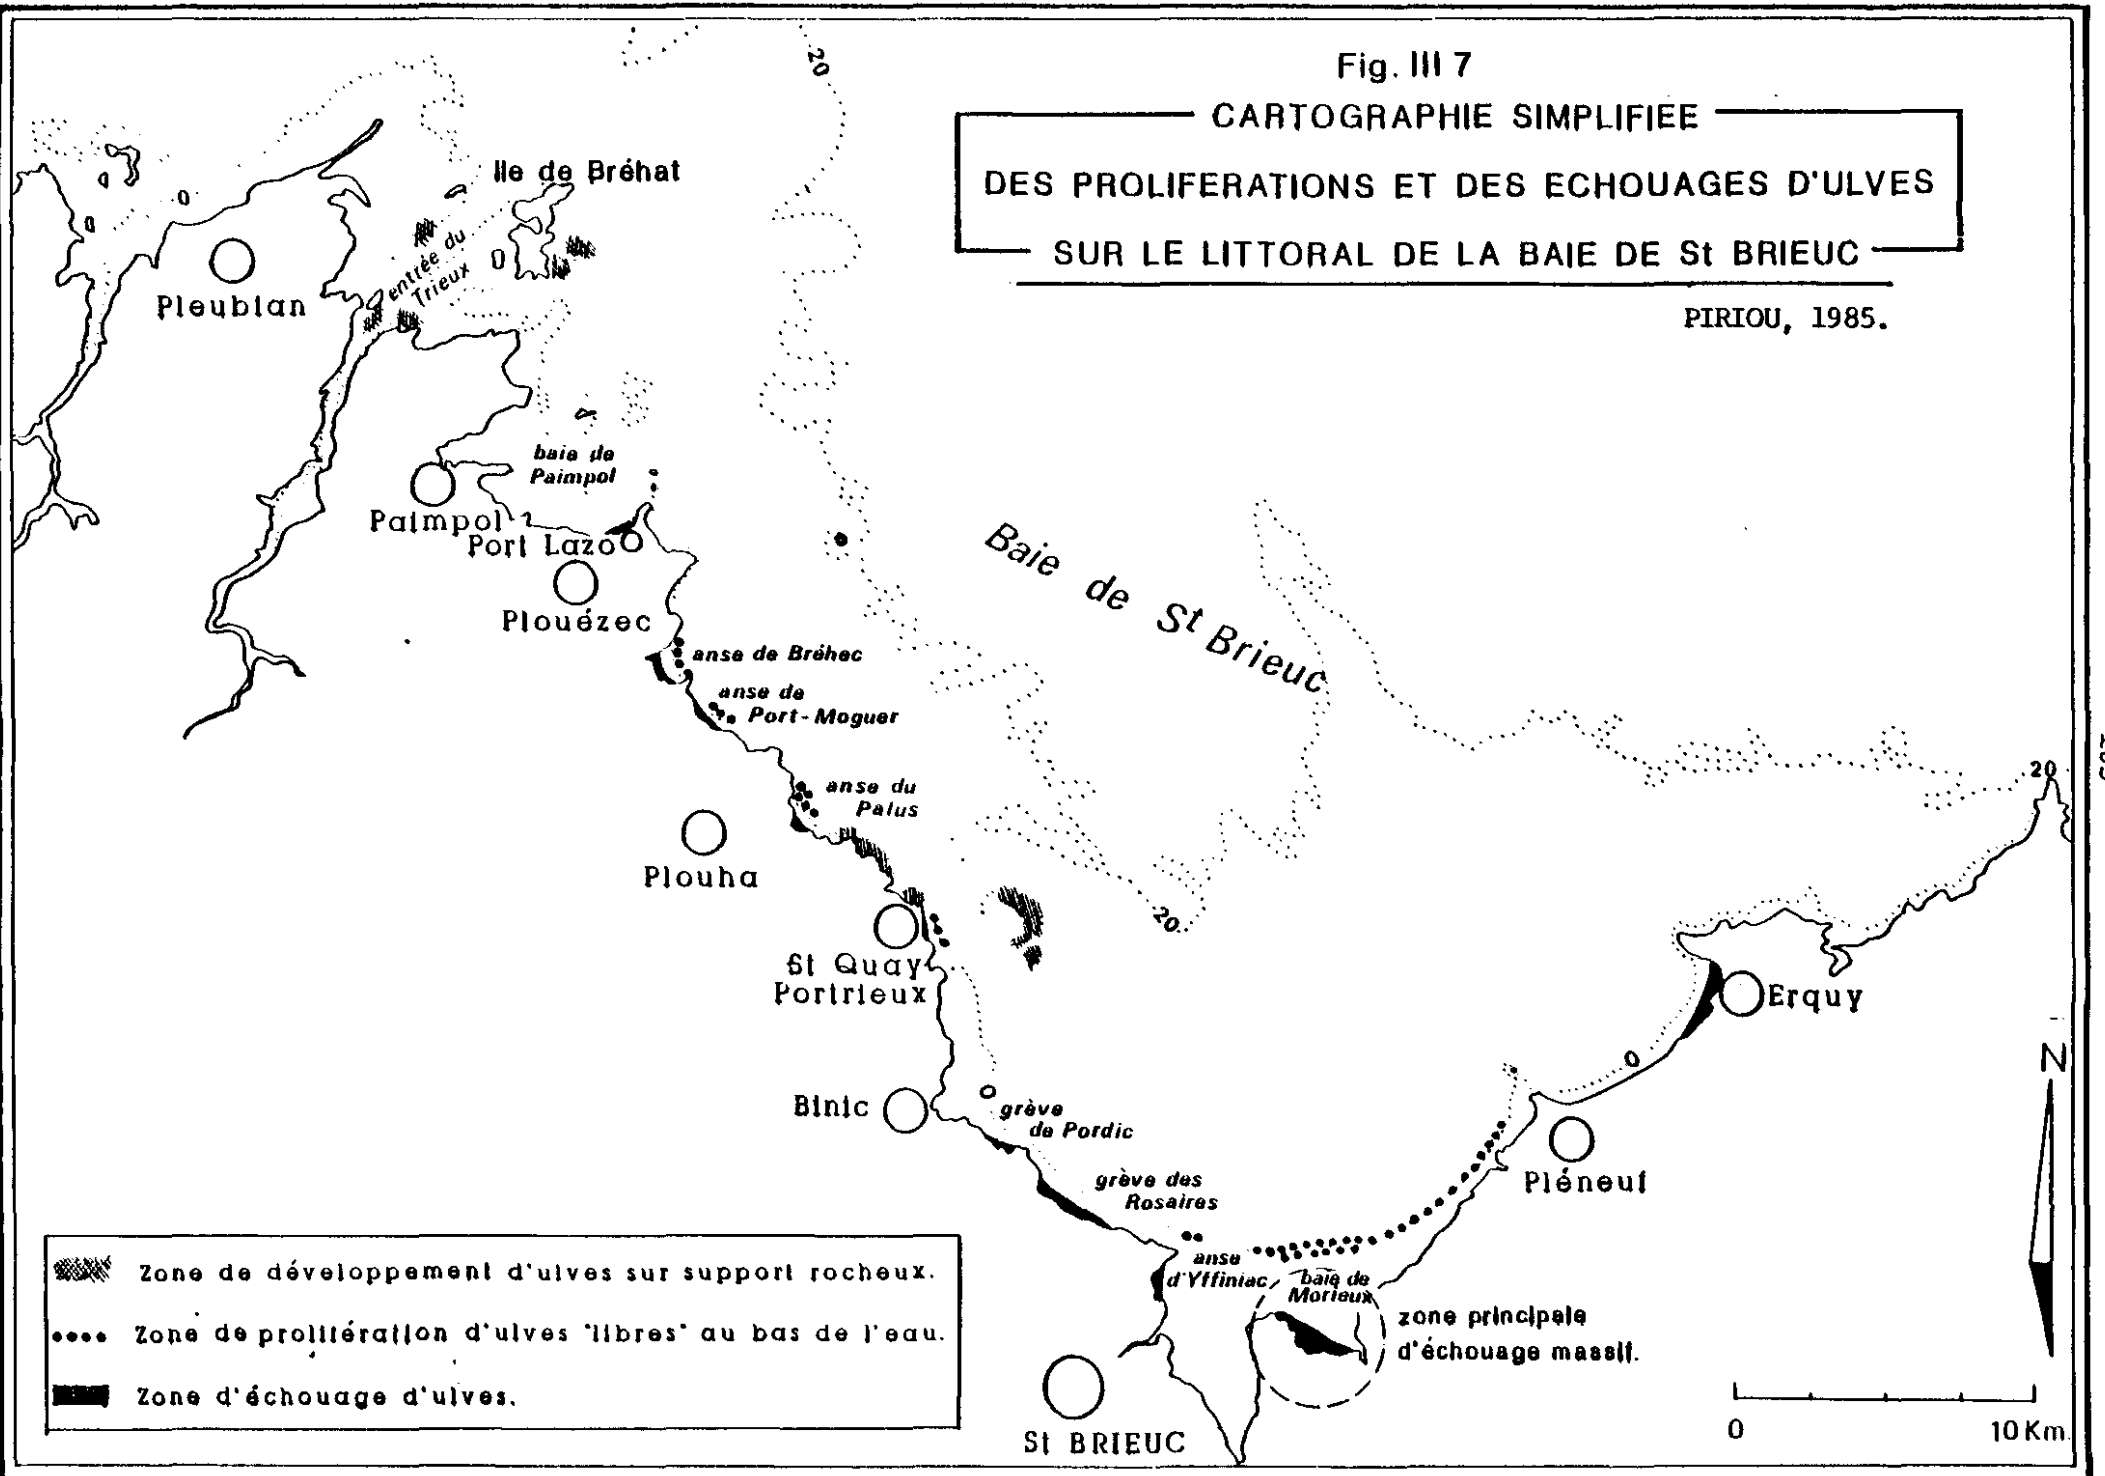 Fig. III 7
CARTOGRAPHIE SIMPLIFIEE
DES PROLIFERATIONS ET DES ECHOUAGES D'ULVES
SUR LE LITTORAL DE LA BAIE DE St BRIEUC
PIRIOU, 1985.
20
Ile de Bréhat
0
entrée du
Trieux
Pleubian
baie de
Paimpol
Paimpol
Port Lazo
Plouézec
Baie de St Brieuc
anse de Bréhec
anse de
Port-Moguer
20
anse du
Palus
Plouha
20
St Quay
Portrieux
Erquy
N
0
Binic
0
grève
de Pordic
Pléneuf
grève des
Rosaires
anse
d'Yffiniac
baie de
Morieux
zone principale
d'échouage massif.
St BRIEUC
0
10 Km
Zone de développement d'ulves sur support rocheux.
Zone de prolifération d'ulves "libres" au bas de l'eau.
Zone d'échouage d'ulves.